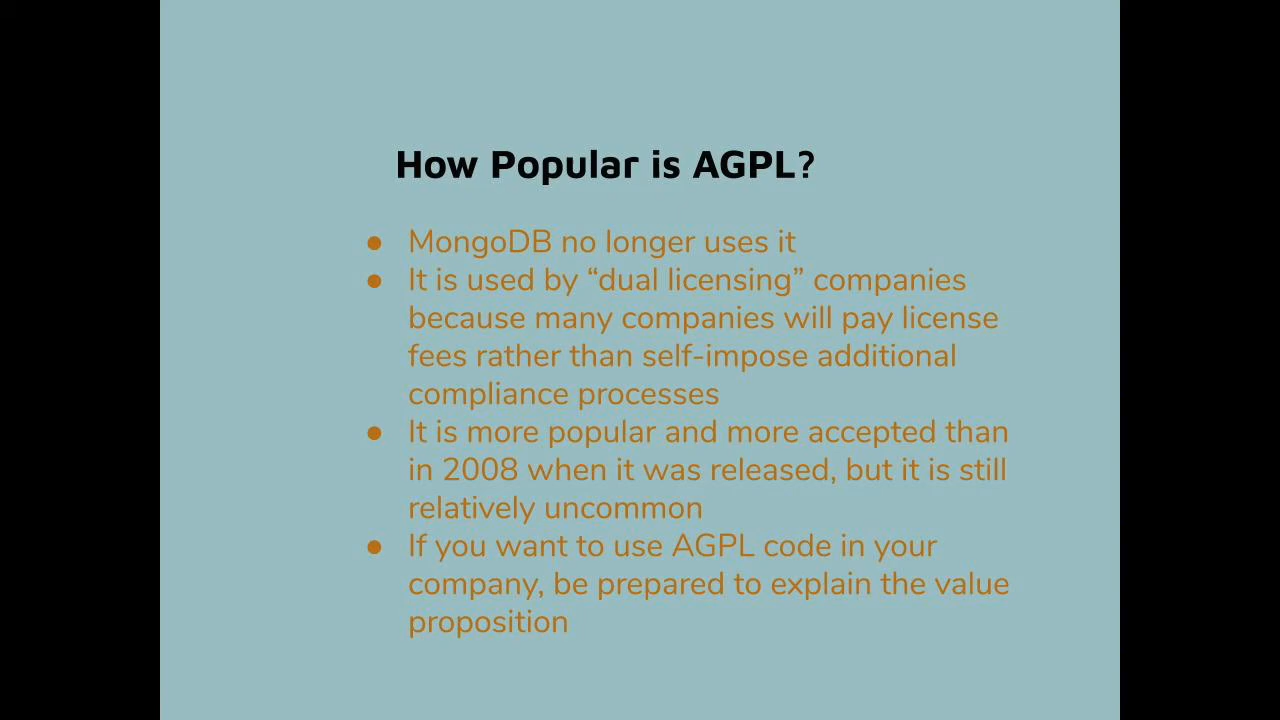 How Popular is AGPL?
● MongoDB no longer uses it
● It is used by “dual licensing” companies
because many companies will pay license
fees rather than self-impose additional
compliance processes
● It is more popular and more accepted than
in 2008 when it was released, but it is still
relatively uncommon
● If you want to use AGPL code in your
company, be prepared to explain the value
proposition